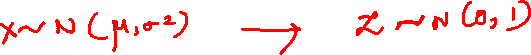 X ~ N(μ, σ²) → Z ~ N(0, 1)